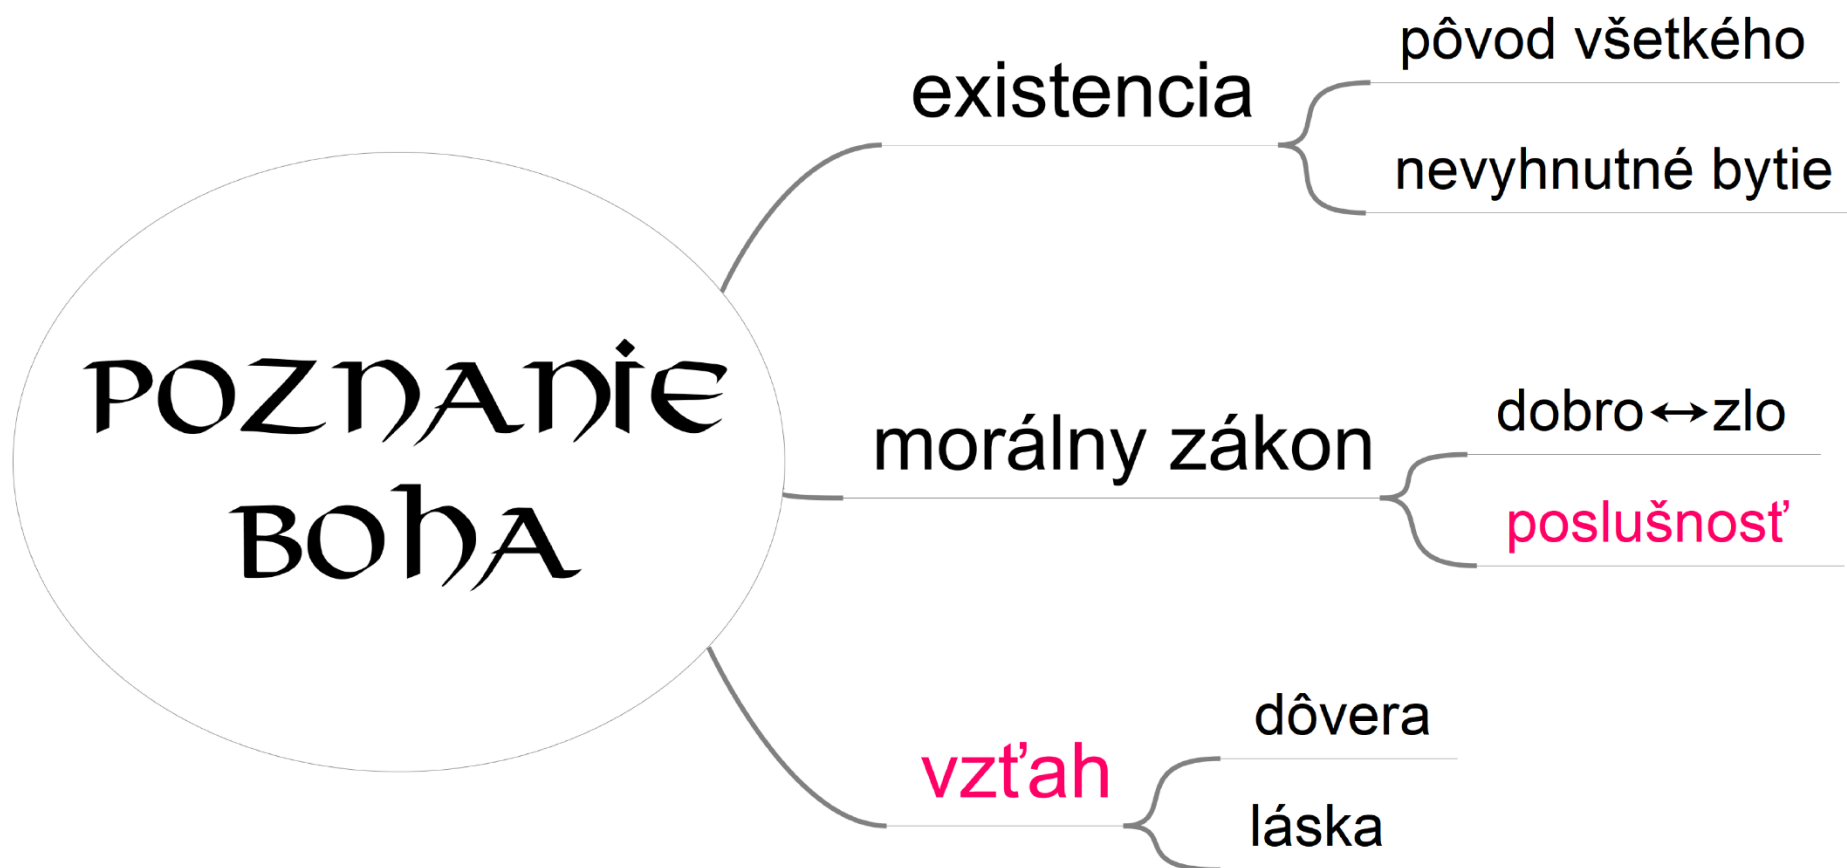 POZNANIE
BOHA
existencia
pôvod všetkého
nevyhnutné bytie
morálny zákon
dobro↔zlo
poslušnosť
vzťah
dôvera
láska